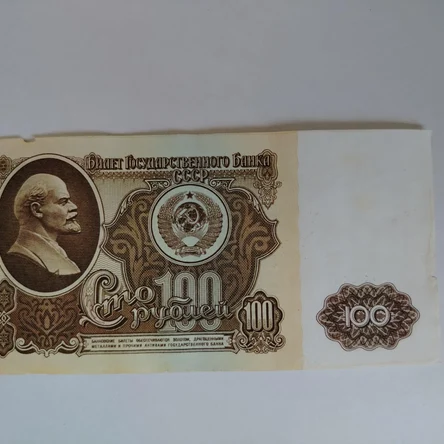 Билет Государственного Банка
СССР
Сто 100
рублей
100
100
БАНКОВСКИЕ БИЛЕТЫ ОБЕСПЕЧИВАЮТСЯ ЗОЛОТОМ, ДРАГОЦЕННЫМИ
МЕТАЛЛАМИ И ПРОЧИМИ АКТИВАМИ ГОСУДАРСТВЕННОГО БАНКА